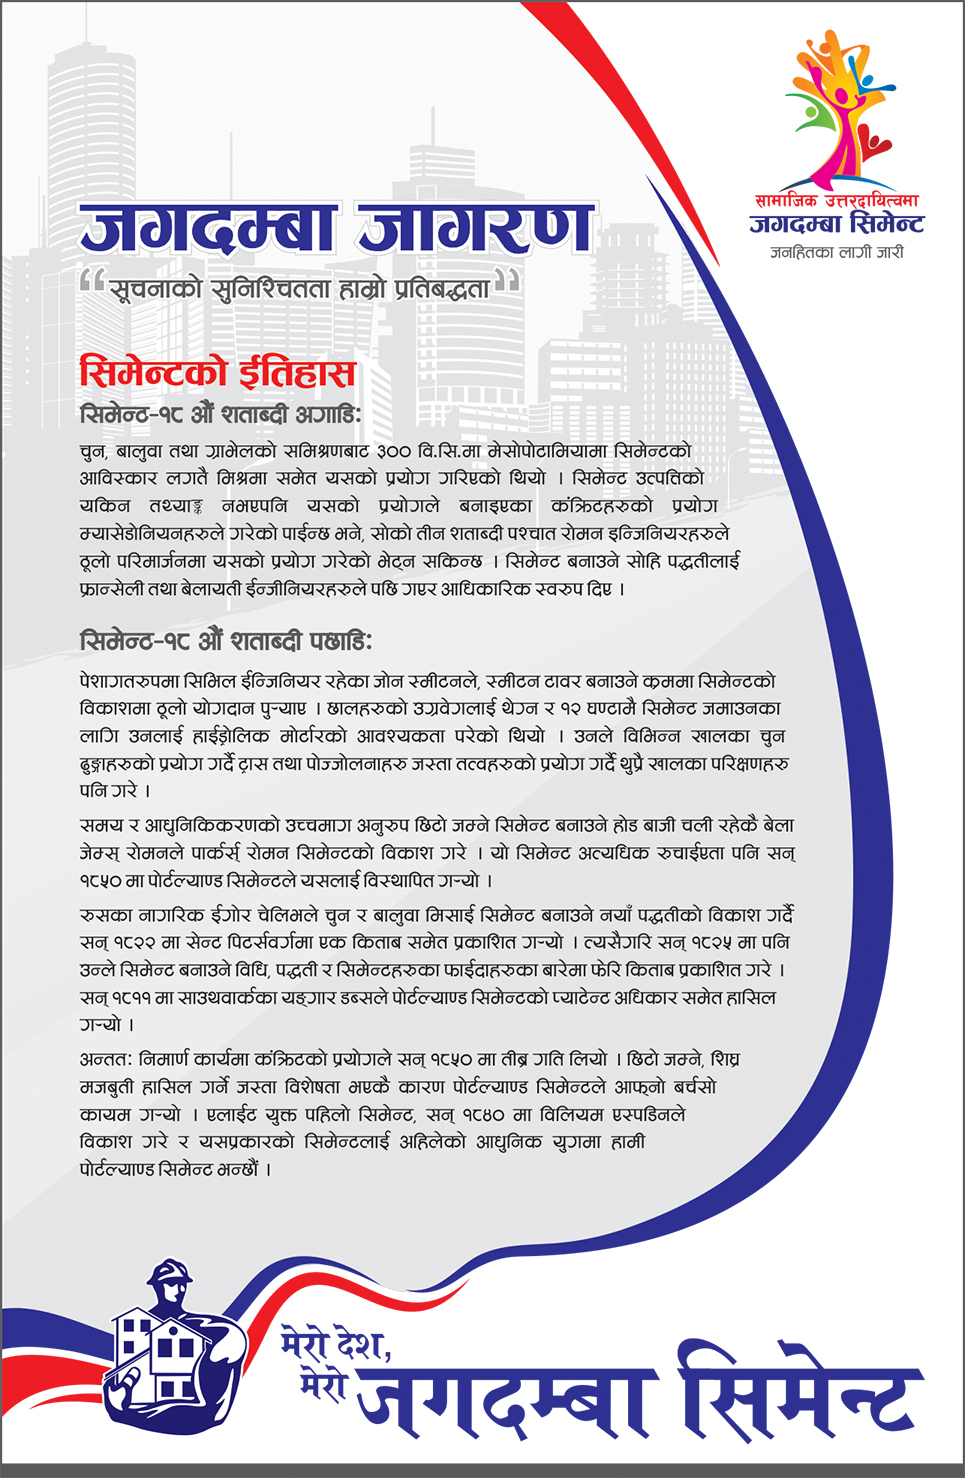 सामाजिक उत्तरदायित्वमा
जगदम्बा सिमेन्ट
जनहितका लागी जारी
जगदम्बा जागरण
“सूचनाको सुनिश्चितता हाम्रो प्रतिबद्धता”
सिमेन्टको ईतिहास
सिमेन्ट-१८ औं शताब्दी अगाडि:
चुन, बालुवा तथा ग्राभेलको समिश्रणबाट ३०० वि.सि.मा मेसोपोटामियामा सिमेन्टको
आविस्कार लगतै मिश्रमा समेत यसको प्रयोग गरिएको थियो । सिमेन्ट उत्पत्तिको
यकिन तथ्याङ्क नभएपनि यसको प्रयोगले बनाइएका कंक्रिटहरुको प्रयोग
म्यासेडोनियनहरुले गरेको पाईन्छ भने, सोको तीन शताब्दी पश्चात रोमन इन्जिनियरहरुले
ठूलो परिमार्जनमा यसको प्रयोग गरेको भेट्न सकिन्छ । सिमेन्ट बनाउने सोहि पद्धतीलाई
फ्रान्सेली तथा बेलायती ईन्जीनियरहरुले पछि गएर आधिकारिक स्वरुप दिए ।
सिमेन्ट-१८ औं शताब्दी पछाडि:
पेशागतरुपमा सिभिल ईन्जिनियर रहेका जोन स्मीटनले, स्मीटन टावर बनाउने क्रममा सिमेन्टको
विकाशमा ठूलो योगदान पुऱ्याए । छालहरुको उग्रवेगलाई थेग्न र १२ घण्टामै सिमेन्ट जमाउनका
लागि उनलाई हाईड्रोलिक मोर्टारको आवश्यकता परेको थियो । उनले विभिन्न खालका चुन
ढुङ्गाहरुको प्रयोग गर्दै ट्रास तथा पोज्जोलनाहरु जस्ता तत्वहरुको प्रयोग गर्दै थुप्रै खालका परिक्षणहरु
पनि गरे ।
समय र आधुनिकिकरणको उच्चमाग अनुरुप छिटो जम्ने सिमेन्ट बनाउने होड बाजी चली रहेकै बेला
जेम्स् रोमनले पार्कर्स् रोमन सिमेन्टको विकाश गरे । यो सिमेन्ट अत्यधिक रुचाईएता पनि सन्
१८५० मा पोर्टल्याण्ड सिमेन्टले यसलाई विस्थापित गऱ्यो ।
रुसका नागरिक ईगोर चेलिभले चुन र बालुवा मिसाई सिमेन्ट बनाउने नयाँ पद्धतीको विकाश गर्दै
सन् १८२२ मा सेन्ट पिटर्सवर्गमा एक किताब समेत प्रकाशित गऱ्यो । त्यसैगरि सन् १८२५ मा पनि
उन्ले सिमेन्ट बनाउने विधि, पद्धती र सिमेन्टहरुका फाईदाहरुका बारेमा फेरि किताब प्रकाशित गरे ।
सन् १८११ मा साउथवार्कका यङ्गार डब्सले पोर्टल्याण्ड सिमेन्टको प्याटेन्ट अधिकार समेत हासिल
गऱ्यो ।
अन्तत: निमार्ण कार्यमा कंक्रिटको प्रयोगले सन् १८५० मा तीब्र गति लियो । छिटो जम्ने, शिघ्र
मजबुती हासिल गर्ने जस्ता विशेषता भएकै कारण पोर्टल्याण्ड सिमेन्टले आफ्नो बर्चसो
कायम गऱ्यो । एलाईट युक्त पहिलो सिमेन्ट, सन् १८४० मा विलियम एस्पडिनले
विकाश गरे र यसप्रकारको सिमेन्टलाई अहिलेको आधुनिक युगमा हामी
पोर्टल्याण्ड सिमेन्ट भन्छौं ।
मेरो देश,
मेरो जगदम्बा सिमेन्ट